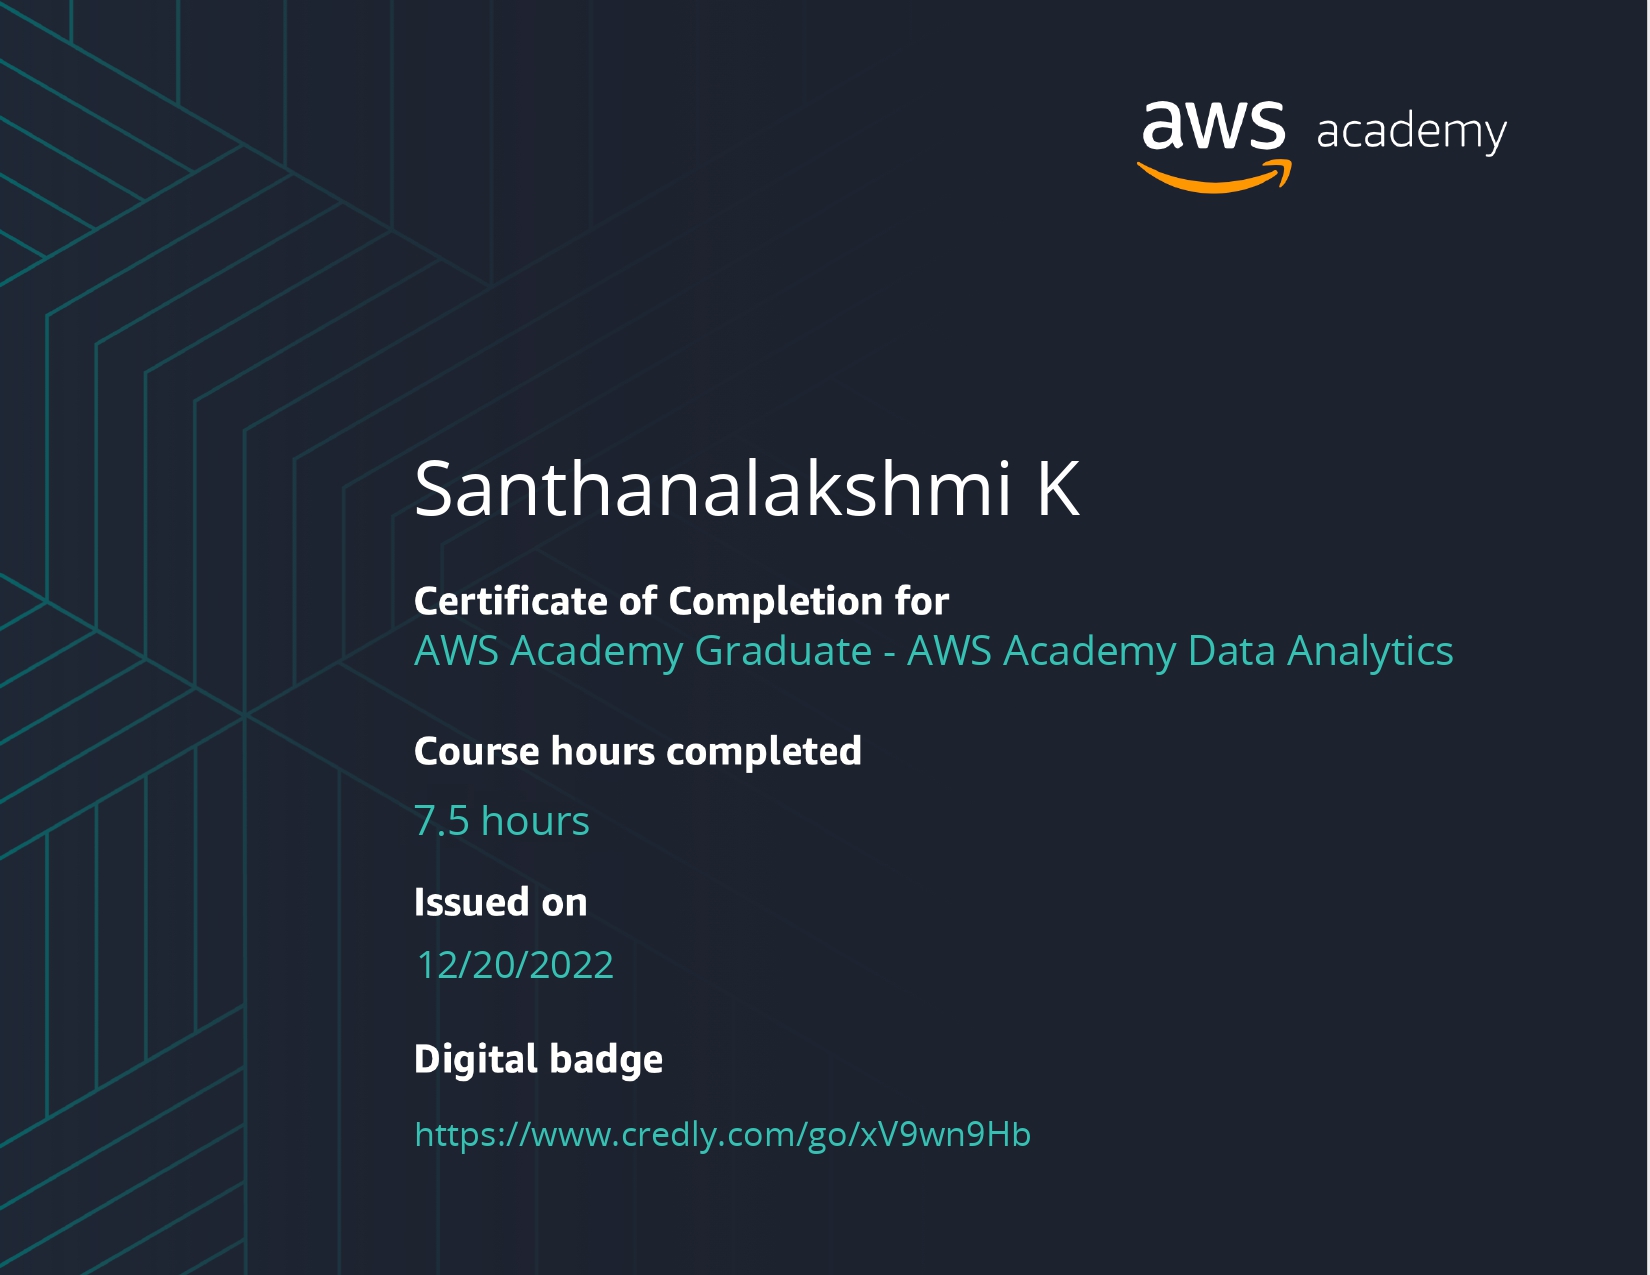 aws academy
Santhanalakshmi K
Certificate of Completion for
AWS Academy Graduate - AWS Academy Data Analytics
Course hours completed
7.5 hours
Issued on
12/20/2022
Digital badge
https://www.credly.com/go/xV9wn9Hb